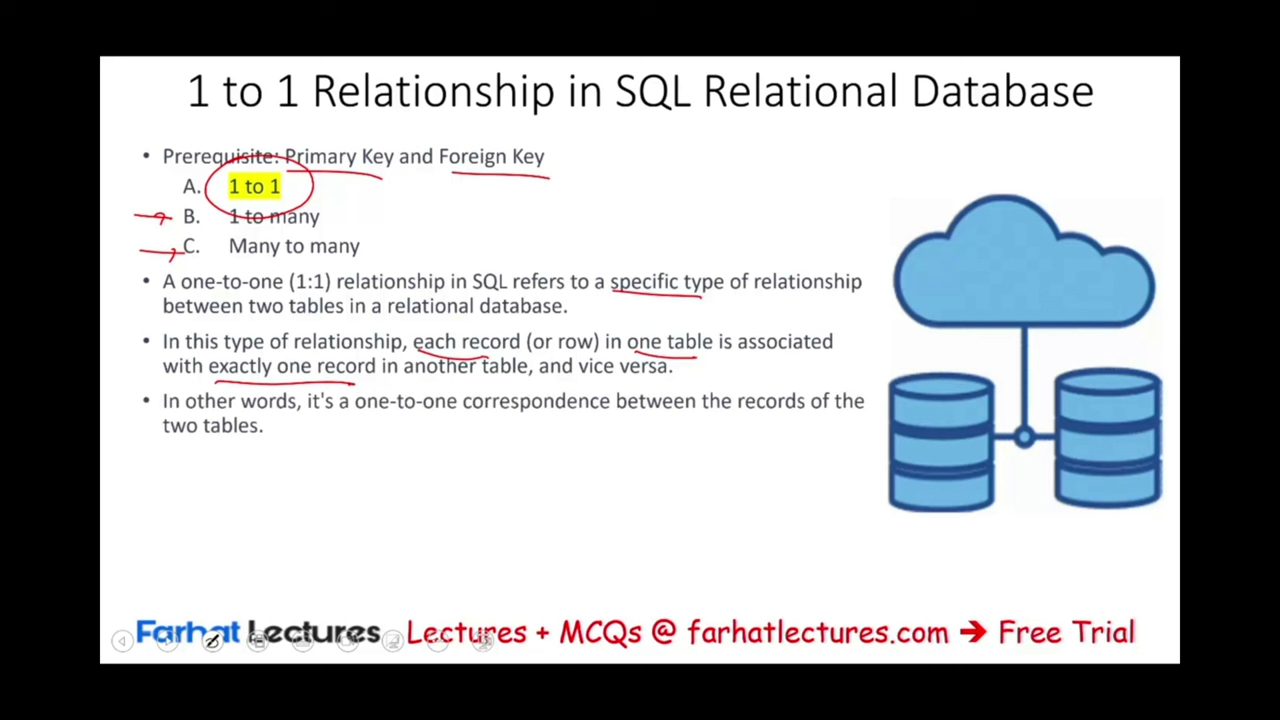 1 to 1 Relationship in SQL Relational Database
• Prerequisite: Primary Key and Foreign Key
A. 1 to 1
B. 1 to many
C. Many to many
• A one-to-one (1:1) relationship in SQL refers to a specific type of relationship
between two tables in a relational database.
• In this type of relationship, each record (or row) in one table is associated
with exactly one record in another table, and vice versa.
• In other words, it's a one-to-one correspondence between the records of the
two tables.
Farhat Lectures Lectures + MCQs @ farhatlectures.com → Free Trial